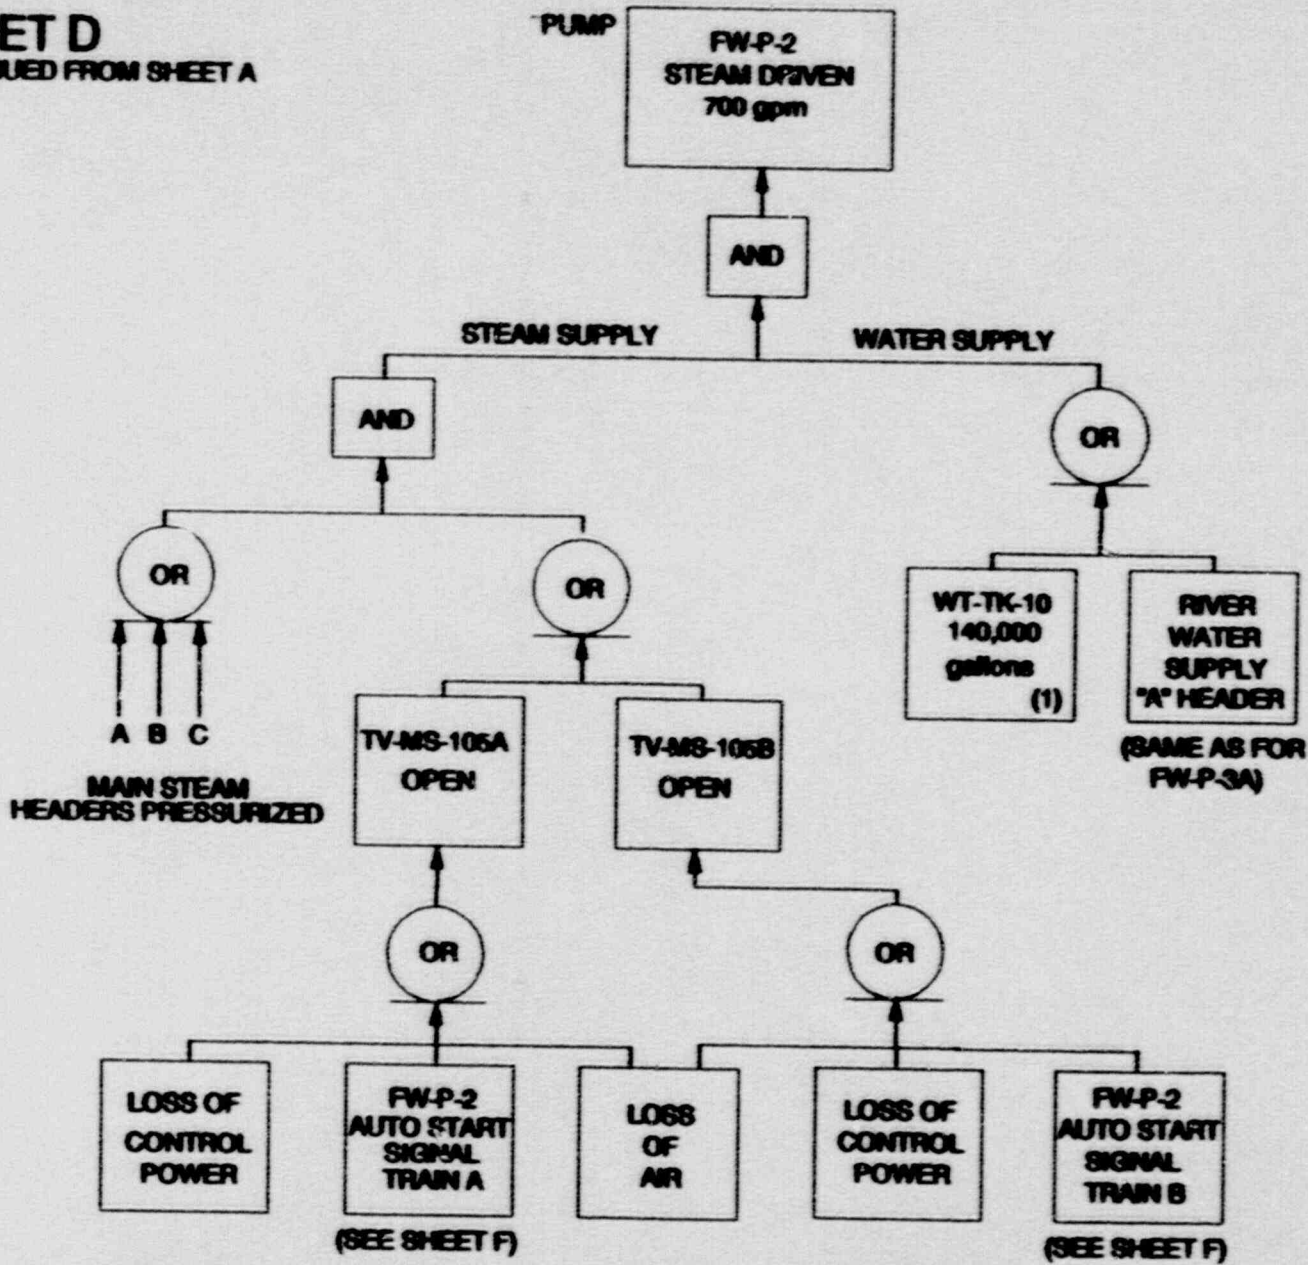 ET D
UED FROM SHEET A
PUMP
FW-P-2
STEAM DRIVEN
700 gpm
AND
STEAM SUPPLY
WATER SUPPLY
AND
OR
OR
OR
WT-TK-10
140,000
gallons
(1)
RIVER
WATER
SUPPLY
"A" HEADER
(SAME AS FOR
FW-P-3A)
A B C
MAIN STEAM
HEADERS PRESSURIZED
TV-MS-105A
OPEN
TV-MS-105B
OPEN
OR
OR
LOSS OF
CONTROL
POWER
FW-P-2
AUTO START
SIGNAL
TRAIN A
(SEE SHEET F)
LOSS
OF
AIR
LOSS OF
CONTROL
POWER
FW-P-2
AUTO START
SIGNAL
TRAIN B
(SEE SHEET F)